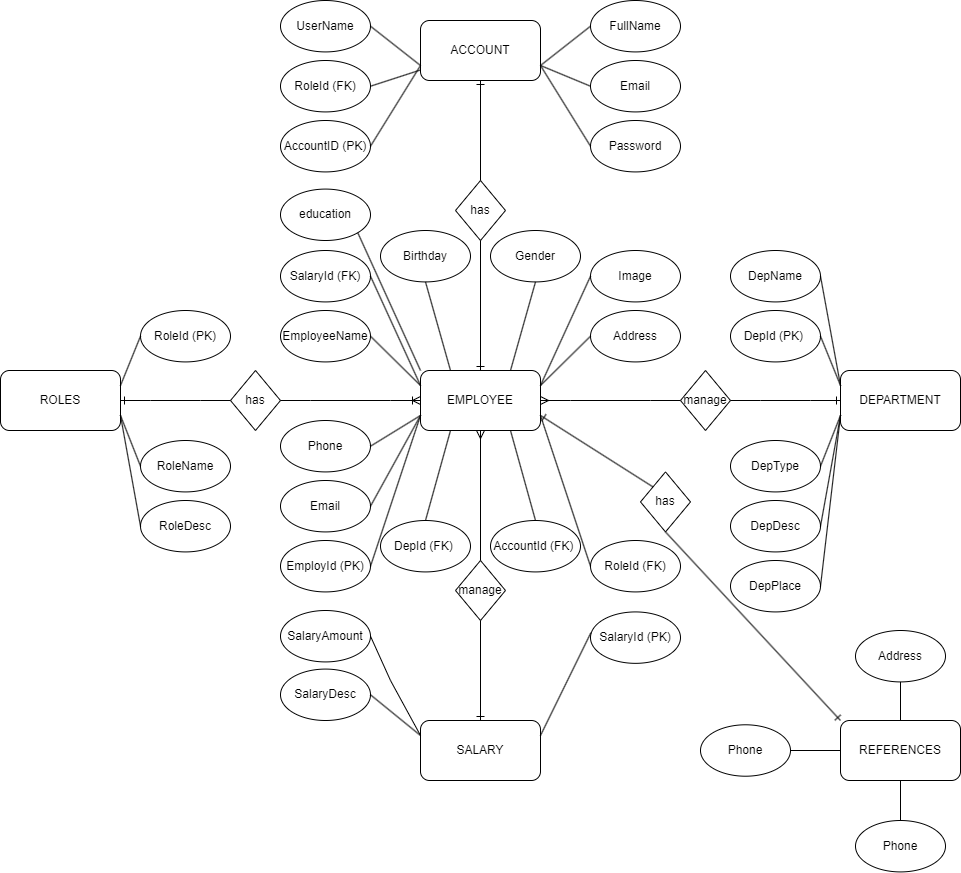 UserName
FullName
ACCOUNT
RoleId (FK)
Email
AccountID (PK)
Password
has
education
Birthday
Gender
SalaryId (FK)
Image
DepName
RoleId (PK)
EmployeeName
Address
DepId (PK)
ROLES
has
EMPLOYEE
manage
DEPARTMENT
Phone
RoleName
DepType
has
Email
RoleDesc
DepDesc
DepId (FK)
AccountId (FK)
EmployId (PK)
RoleId (FK)
manage
DepPlace
SalaryAmount
SalaryId (PK)
Address
SalaryDesc
SALARY
Phone
REFERENCES
Phone